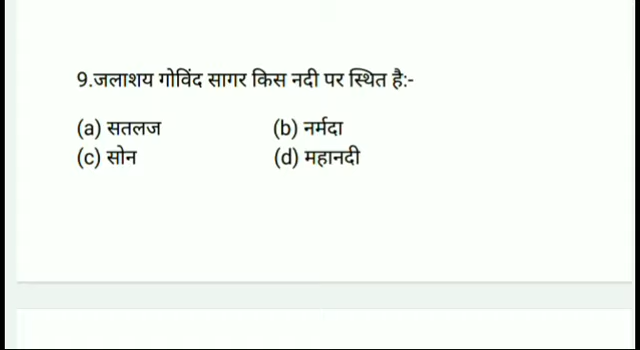 9.जलाशय गोविंद सागर किस नदी पर स्थित है:-
(a) सतलज (b) नर्मदा
(c) सोन (d) महानदी